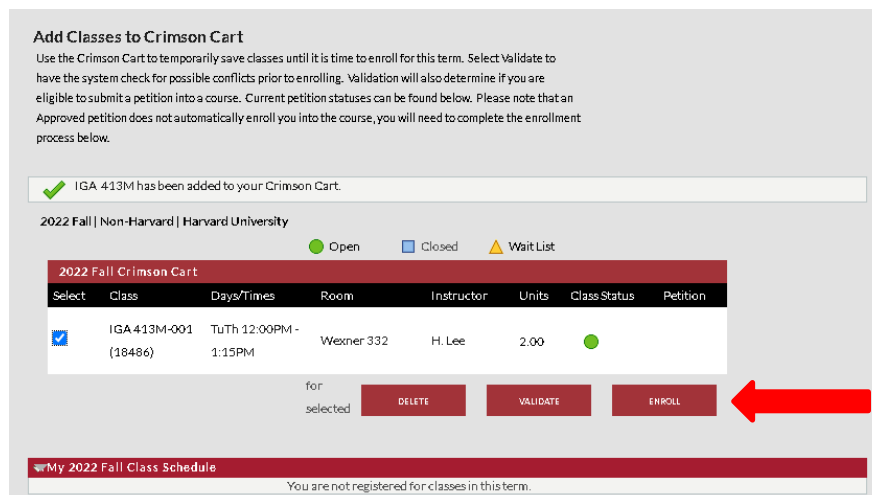 Add Classes to Crimson Cart
Use the Crimson Cart to temporarily save classes until it is time to enroll for this term. Select Validate to
have the system check for possible conflicts prior to enrolling. Validation will also determine if you are
eligible to submit a petition into a course. Current petition statuses can be found below. Please note that an
Approved petition does not automatically enroll you into the course, you will need to complete the enrollment
process below.
IGA 413M has been added to your Crimson Cart.
2022 Fall | Non-Harvard | Harvard University
Open Closed Wait List
2022 Fall Crimson Cart
Select Class Days/Times Room Instructor Units Class Status Petition
IGA 413M-001 TuTh 12:00PM -
Wexner 332 H. Lee 2.00
(18486) 1:15PM
for
selected DELETE VALIDATE ENROLL
My 2022 Fall Class Schedule
You are not registered for classes in this term.